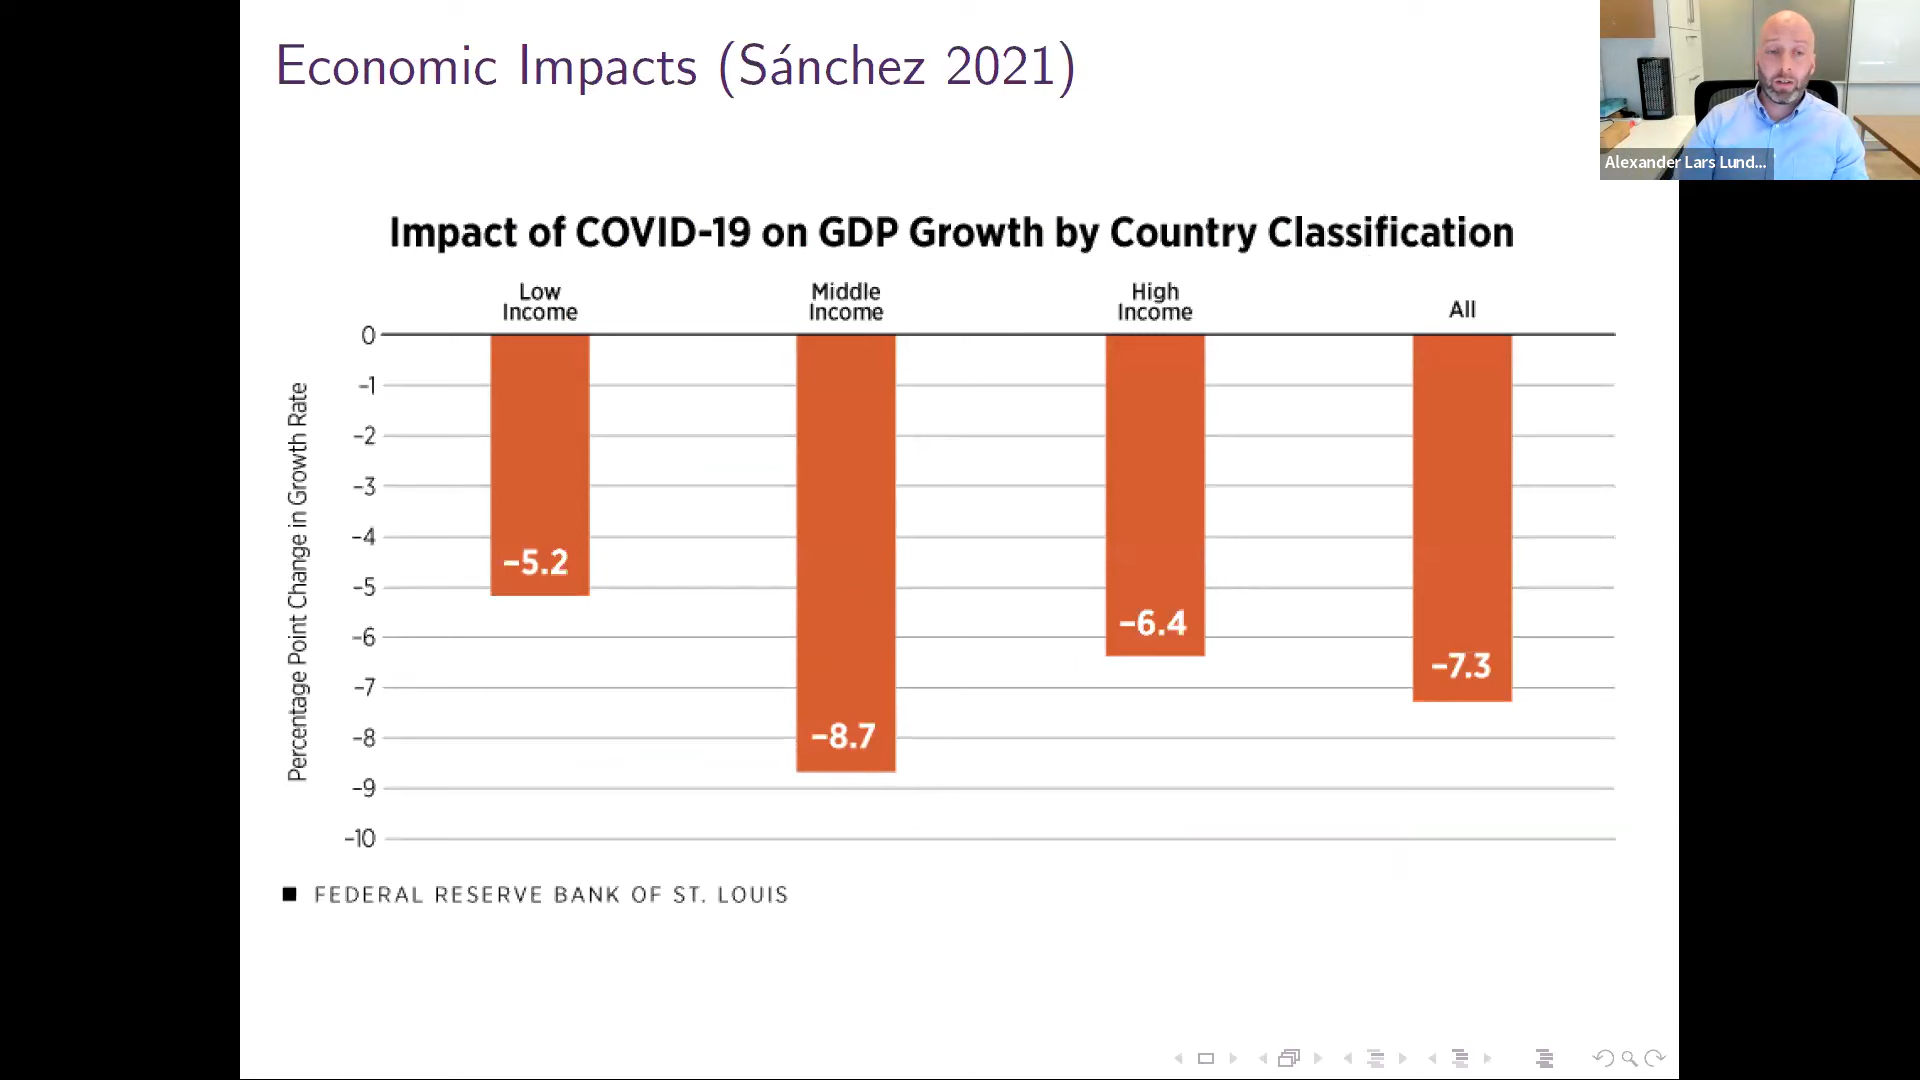 Economic Impacts (Sánchez 2021)
Alexander Lars Lund...
Impact of COVID-19 on GDP Growth by Country Classification
Low Income
Middle Income
High Income
All
Percentage Point Change in Growth Rate
0
–1
–2
–3
–4
–5
–6
–7
–8
–9
–10
–5.2
–8.7
–6.4
–7.3
FEDERAL RESERVE BANK OF ST. LOUIS